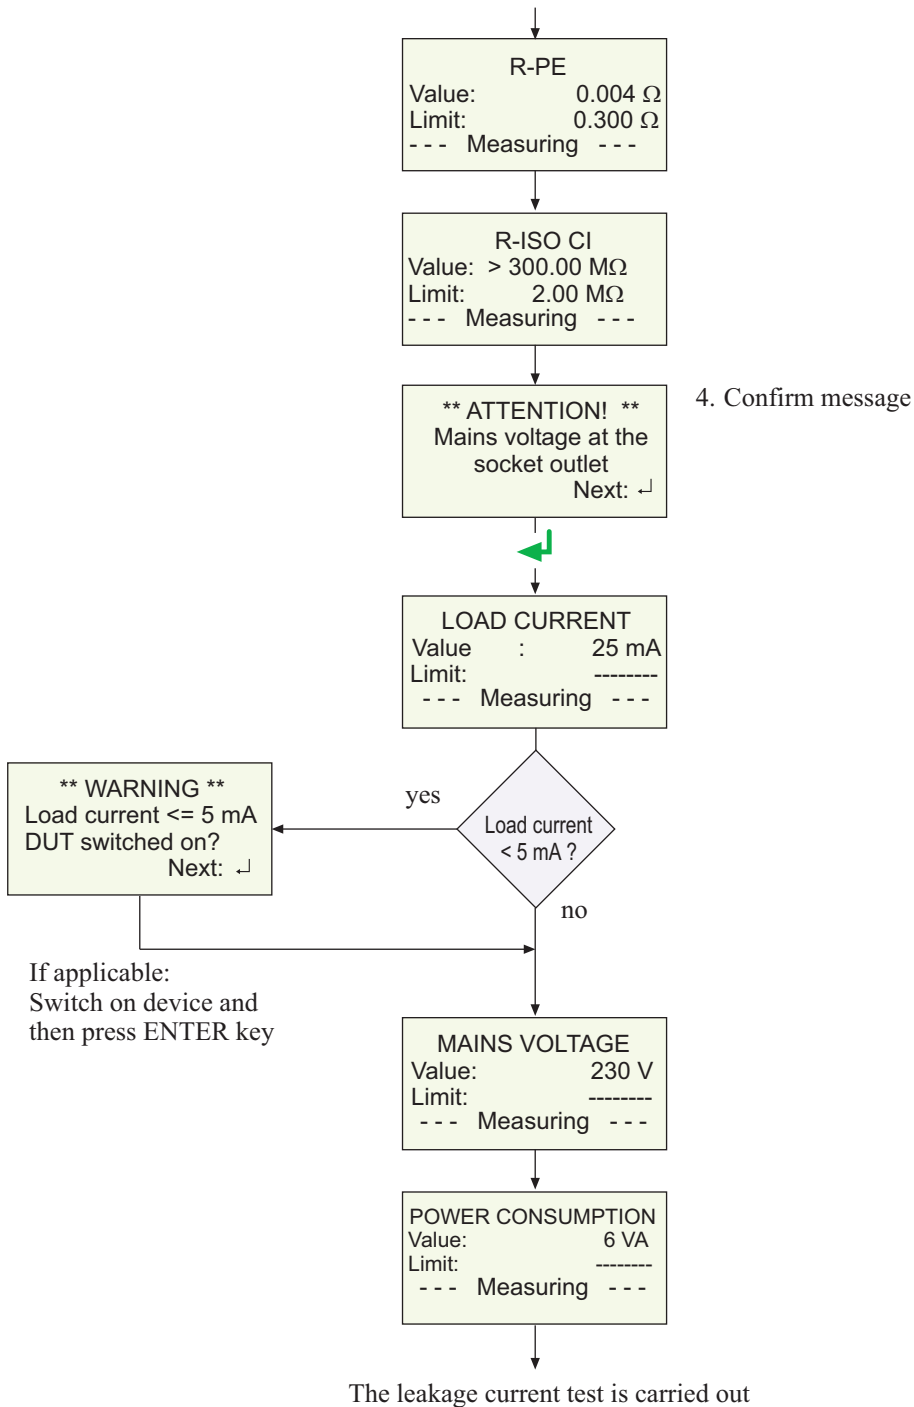 R-PE
Value: 0.004 Ω
Limit: 0.300 Ω
- - - Measuring - - -
R-ISO CI
Value: > 300.00 MΩ
Limit: 2.00 MΩ
- - - Measuring - - -
** ATTENTION! **
Mains voltage at the
socket outlet
Next: ↵
4. Confirm message
LOAD CURRENT
Value : 25 mA
Limit: --------
- - - Measuring - - -
Load current
< 5 mA ?
yes
** WARNING **
Load current <= 5 mA
DUT switched on?
Next: ↵
no
If applicable:
Switch on device and
then press ENTER key
MAINS VOLTAGE
Value: 230 V
Limit: --------
- - - Measuring - - -
POWER CONSUMPTION
Value: 6 VA
Limit: --------
- - - Measuring - - -
The leakage current test is carried out